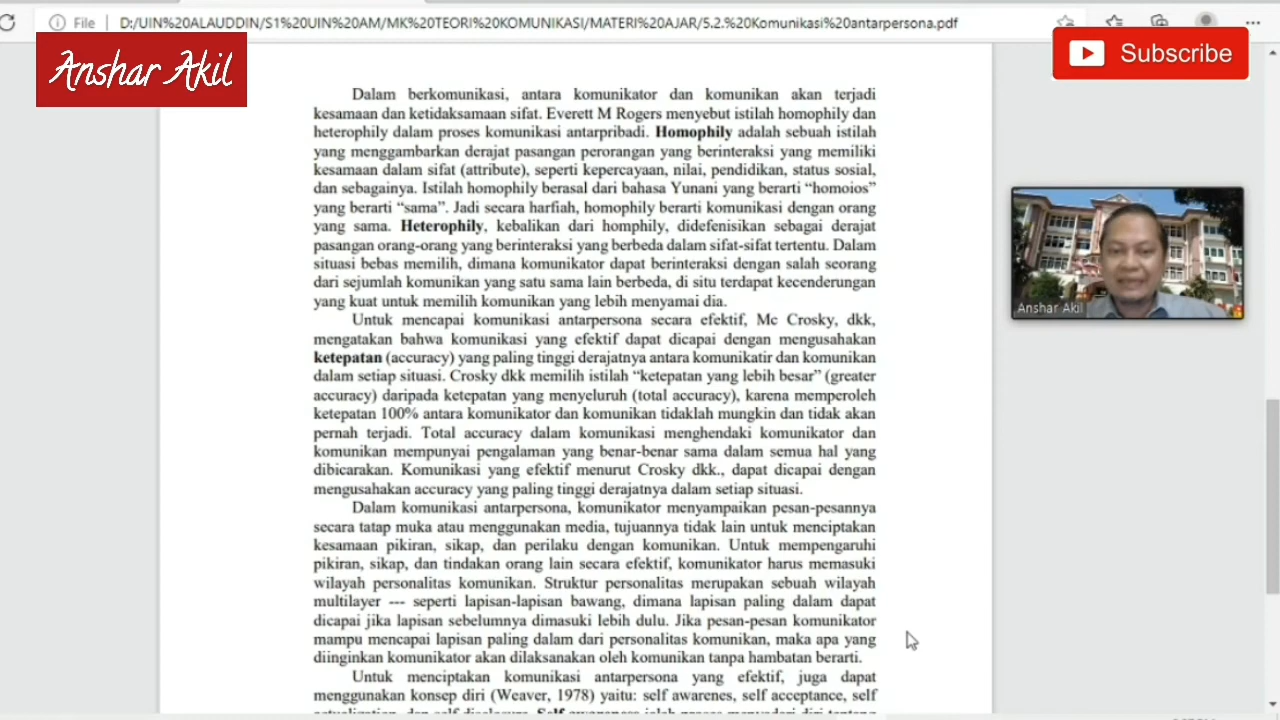 File
D:/UIN%20ALAUDDIN/S1%20UIN%20AM/MK%20TEORI%20KOMUNIKASI/MATERI%20AJAR/5.2.%20Komunikasi%20antarpersona.pdf
Anshar Akil
Subscribe
Dalam berkomunikasi, antara komunikator dan komunikan akan terjadi
kesamaan dan ketidaksamaan sifat. Everett M Rogers menyebut istilah homophily dan
heterophily dalam proses komunikasi antarpribadi. Homophily adalah sebuah istilah
yang menggambarkan derajat pasangan perorangan yang berinteraksi yang memiliki
kesamaan dalam sifat (attribute), seperti kepercayaan, nilai, pendidikan, status sosial,
dan sebagainya. Istilah homophily berasal dari bahasa Yunani yang berarti “homoios”
yang berarti “sama”. Jadi secara harfiah, homophily berarti komunikasi dengan orang
yang sama. Heterophily, kebalikan dari homphily, didefenisikan sebagai derajat
pasangan orang-orang yang berinteraksi yang berbeda dalam sifat-sifat tertentu. Dalam
situasi bebas memilih, dimana komunikator dapat berinteraksi dengan salah seorang
dari sejumlah komunikan yang satu sama lain berbeda, di situ terdapat kecenderungan
yang kuat untuk memilih komunikan yang lebih menyamai dia.
Untuk mencapai komunikasi antarpersona secara efektif, Mc Crosky, dkk,
mengatakan bahwa komunikasi yang efektif dapat dicapai dengan mengusahakan
ketepatan (accuracy) yang paling tinggi derajatnya antara komunikatir dan komunikan
dalam setiap situasi. Crosky dkk memilih istilah “ketepatan yang lebih besar” (greater
accuracy) daripada ketepatan yang menyeluruh (total accuracy), karena memperoleh
ketepatan 100% antara komunikator dan komunikan tidaklah mungkin dan tidak akan
pernah terjadi. Total accuracy dalam komunikasi menghendaki komunikator dan
komunikan mempunyai pengalaman yang benar-benar sama dalam semua hal yang
dibicarakan. Komunikasi yang efektif menurut Crosky dkk., dapat dicapai dengan
mengusahakan accuracy yang paling tinggi derajatnya dalam setiap situasi.
Dalam komunikasi antarpersona, komunikator menyampaikan pesan-pesannya
secara tatap muka atau menggunakan media, tujuannya tidak lain untuk menciptakan
kesamaan pikiran, sikap, dan perilaku dengan komunikan. Untuk mempengaruhi
pikiran, sikap, dan tindakan orang lain secara efektif, komunikator harus memasuki
wilayah personalitas komunikan. Struktur personalitas merupakan sebuah wilayah
multilayer --- seperti lapisan-lapisan bawang, dimana lapisan paling dalam dapat
dicapai jika lapisan sebelumnya dimasuki lebih dulu. Jika pesan-pesan komunikator
mampu mencapai lapisan paling dalam dari personalitas komunikan, maka apa yang
diinginkan komunikator akan dilaksanakan oleh komunikan tanpa hambatan berarti.
Untuk menciptakan komunikasi antarpersona yang efektif, juga dapat
menggunakan konsep diri (Weaver, 1978) yaitu: self awarenes, self acceptance, self
Anshar Akil